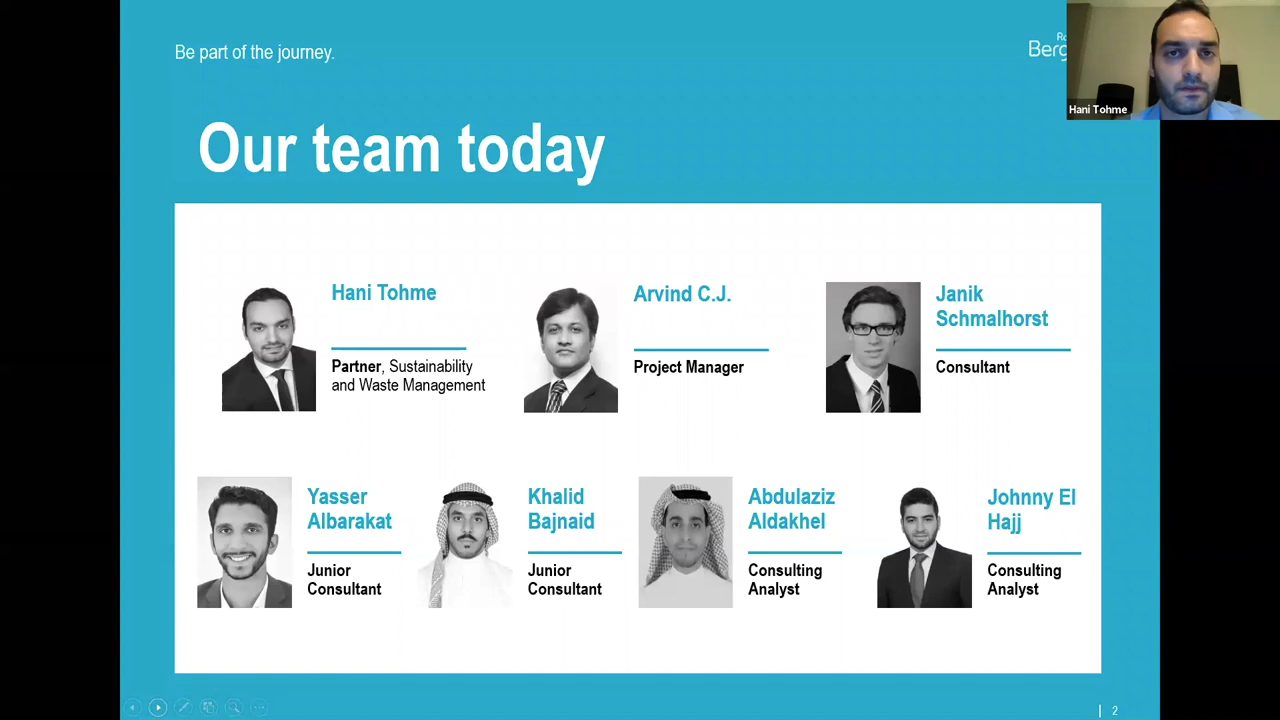 Be part of the journey.
Hani Tohme
Our team today
Hani Tohme
Partner, Sustainability
and Waste Management
Arvind C.J.
Project Manager
Janik
Schmalhorst
Consultant
Yasser
Albarakat
Junior
Consultant
Khalid
Bajnaid
Junior
Consultant
Abdulaziz
Aldakhel
Consulting
Analyst
Johnny El
Hajj
Consulting
Analyst
2